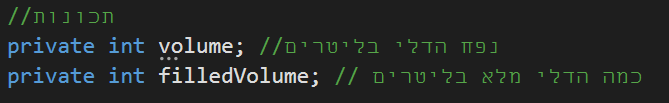 //תכונות
private int volume; //נפח הדלי בליטרים
private int filledVolume; // כמה הדלי מלא בליטרים